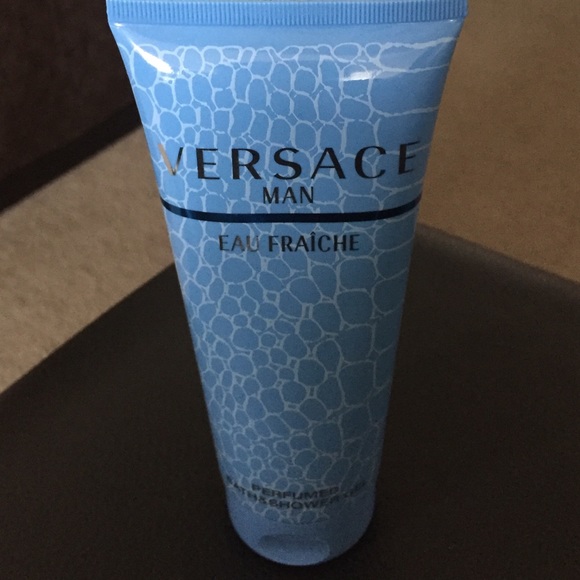 VERSACE
MAN
EAU FRAÎCHE
PERFUMED
BATH&SHOWER GEL